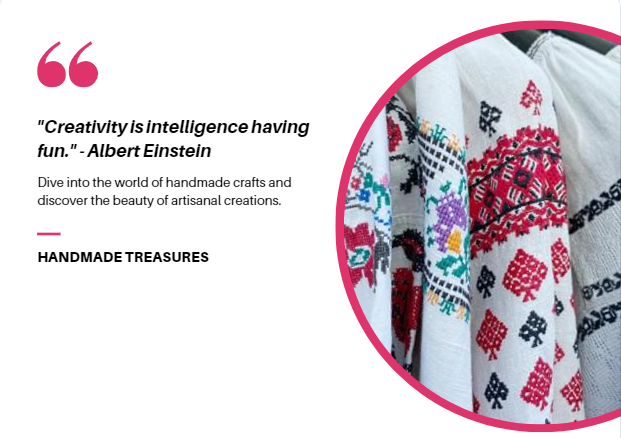 "Creativity is intelligence having
fun." - Albert Einstein
Dive into the world of handmade crafts and
discover the beauty of artisanal creations.
HANDMADE TREASURES